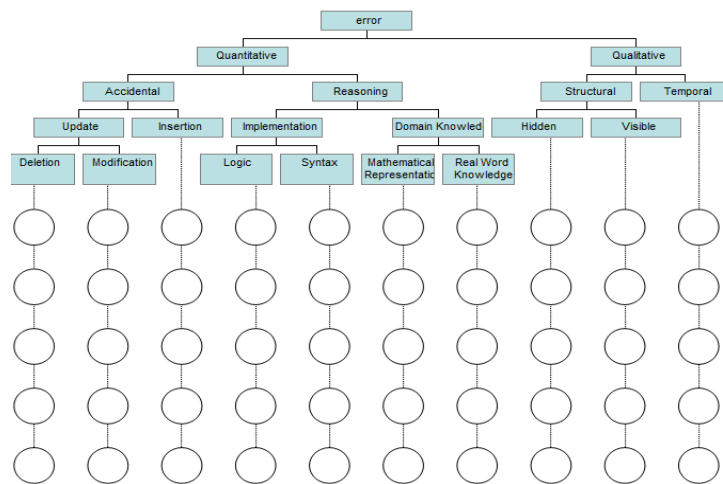 error
Quantitative
Qualitative
Accidental
Reasoning
Structural
Temporal
Update
Insertion
Implementation
Domain Knowled
Hidden
Visible
Deletion
Modification
Logic
Syntax
Mathematical
Representatic
Real Word
Knowledge